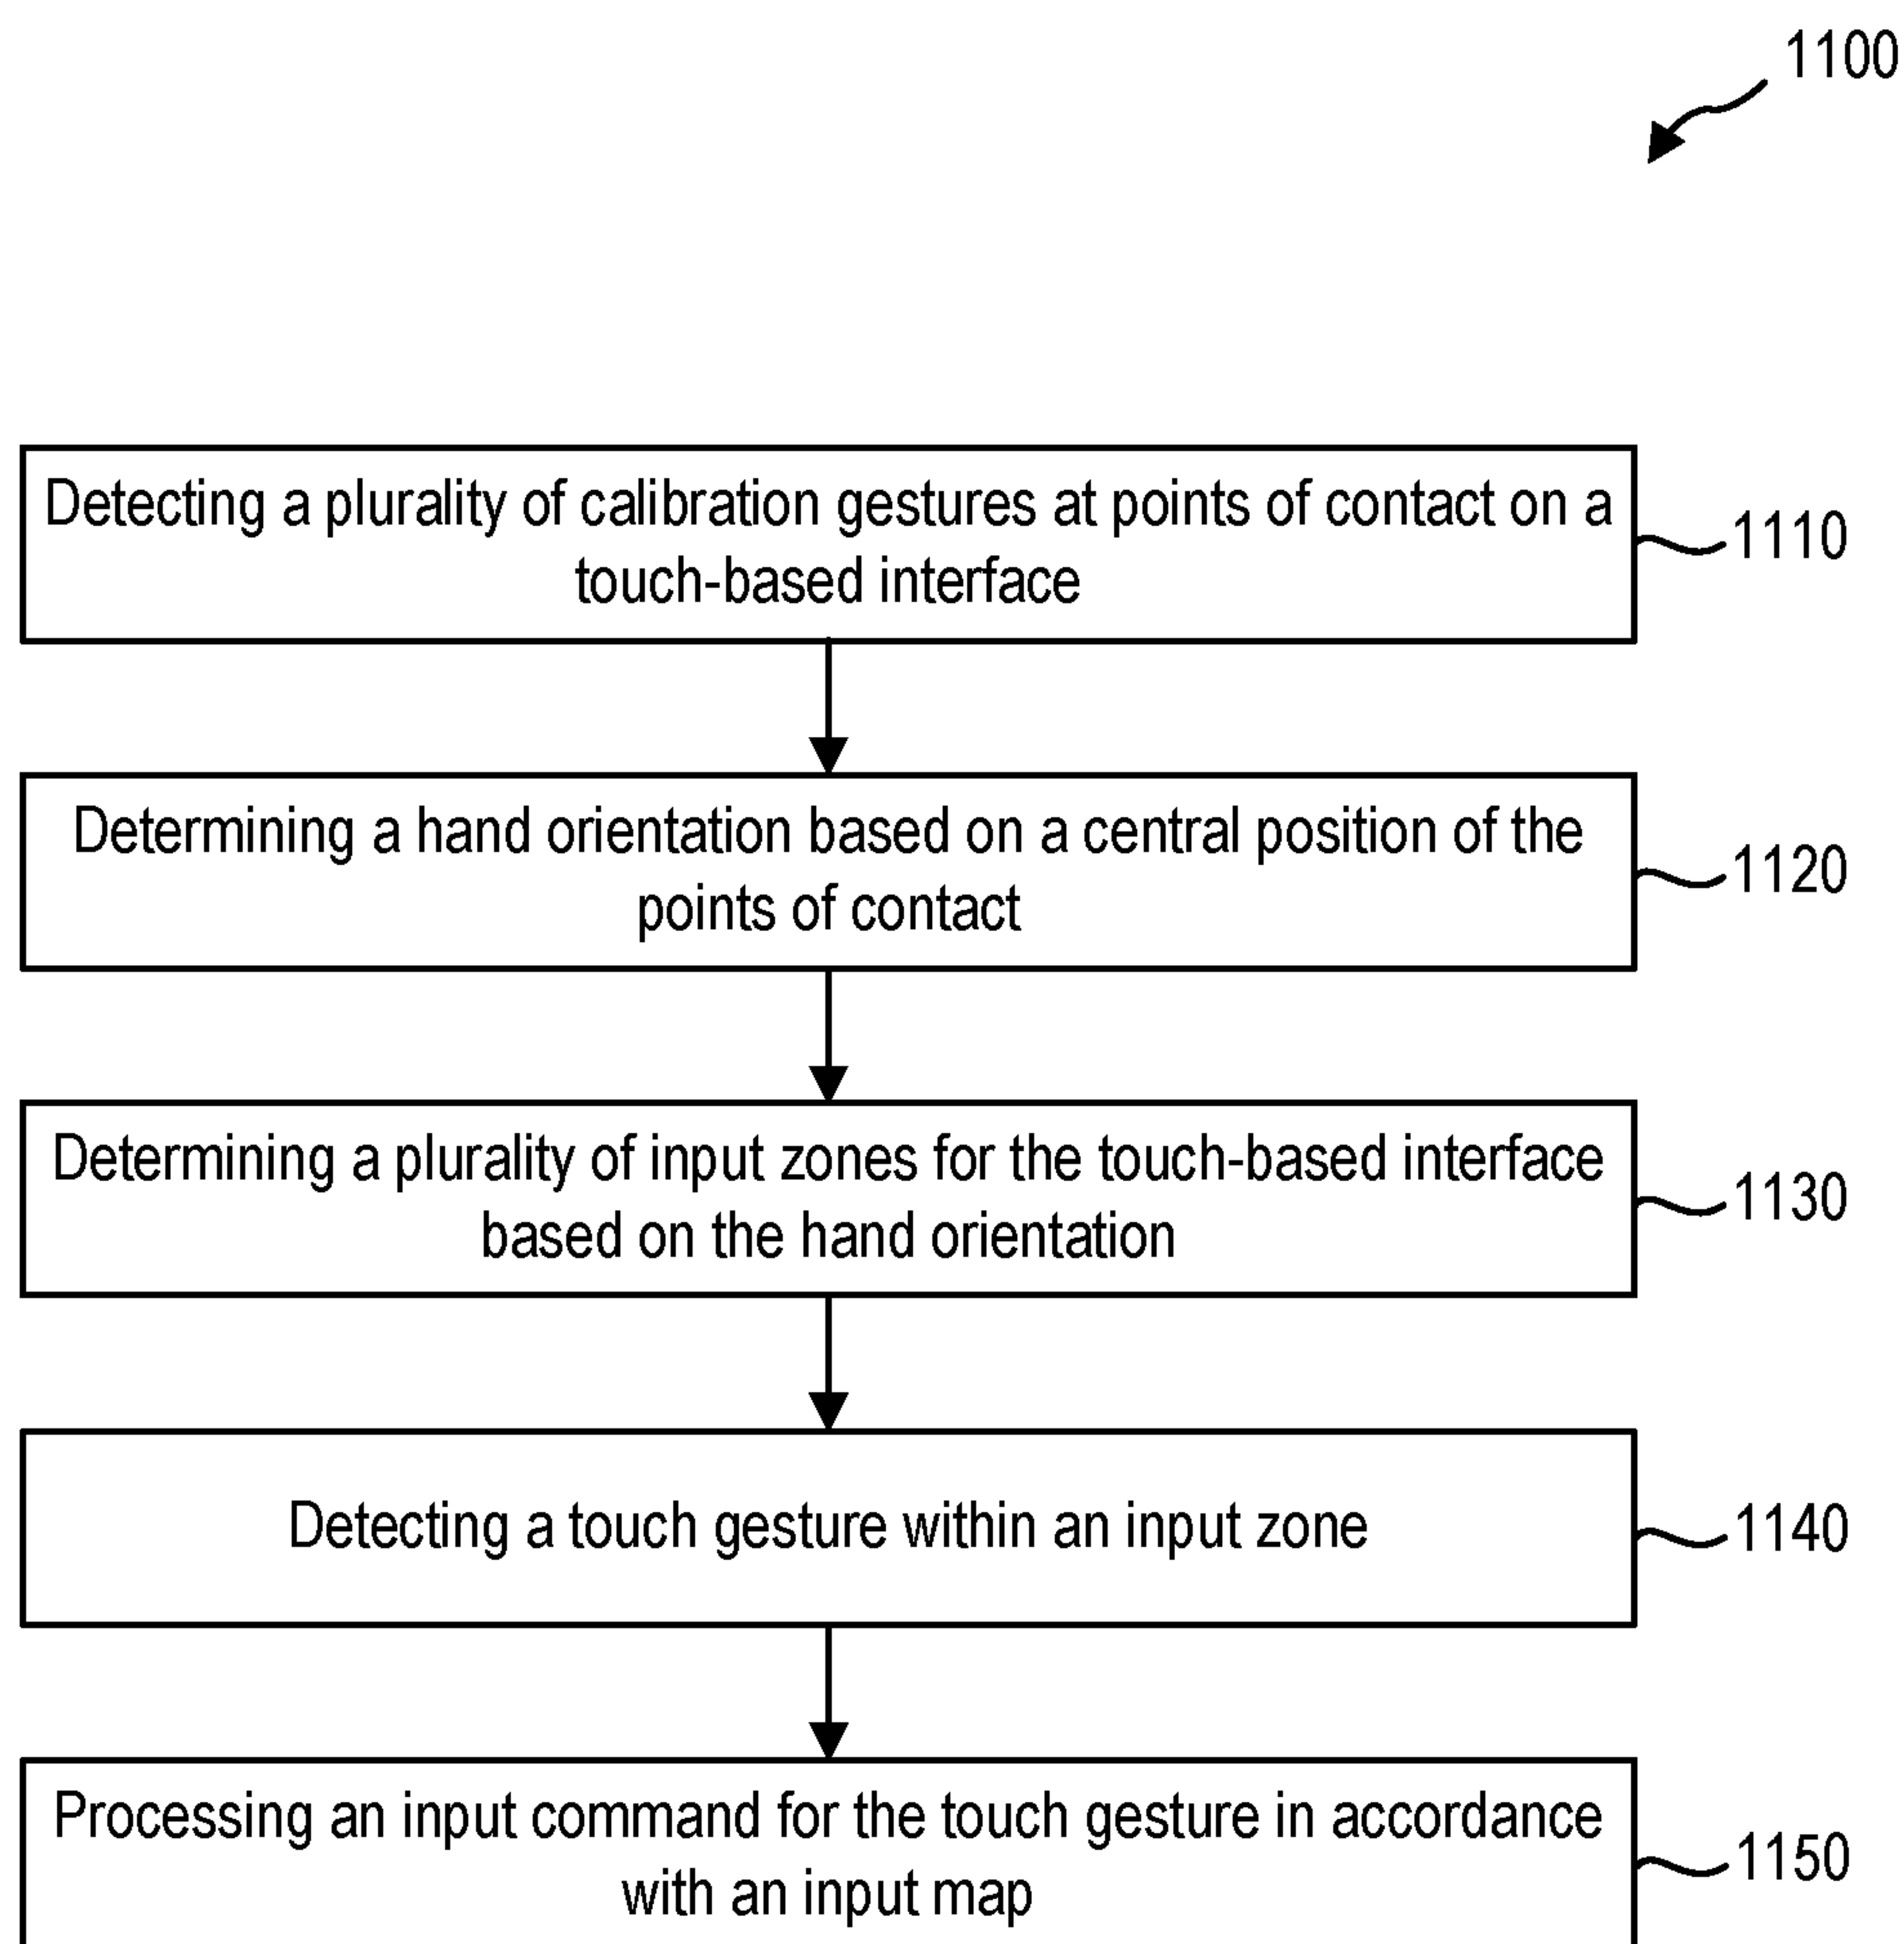 1100
Detecting a plurality of calibration gestures at points of contact on a
touch-based interface
1110
Determining a hand orientation based on a central position of the
points of contact
1120
Determining a plurality of input zones for the touch-based interface
based on the hand orientation
1130
Detecting a touch gesture within an input zone
1140
Processing an input command for the touch gesture in accordance
with an input map
1150